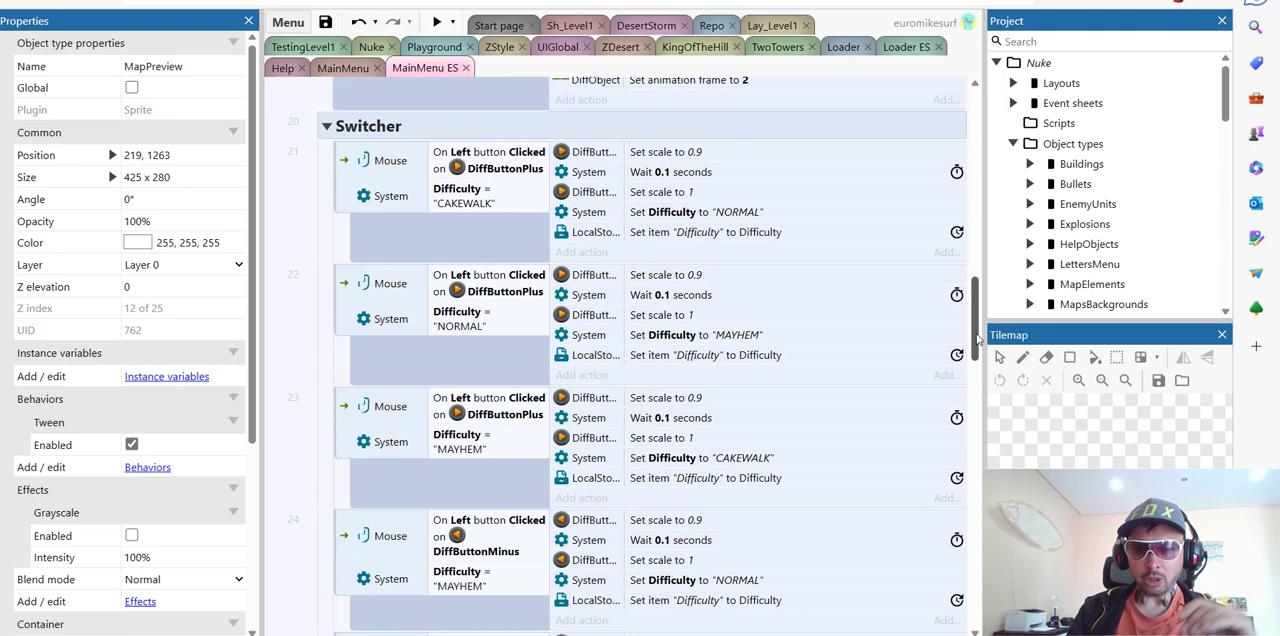 Properties
Menu
Start page
Sh_Level1
DesertStorm
Repo
Lay_Level1
euromikesurf
TestingLevel1
Nuke
Playground
ZStyle
UIGlobal
ZDesert
KingOfTheHill
TwoTowers
Loader
Loader ES
Help
MainMenu
MainMenu ES
Object type properties
Name MapPreview
Global
Plugin Sprite
Common
Position 219, 1263
Size 425 x 280
Angle 0°
Opacity 100%
Color 255, 255, 255
Layer Layer 0
Z elevation 0
Z index 12 of 25
UID 762
Instance variables
Add / edit Instance variables
Behaviors
Tween
Enabled
Add / edit Behaviors
Effects
Grayscale
Enabled
Intensity 100%
Blend mode Normal
Add / edit Effects
Container
DiffObject Set animation frame to 2
Add action Add...
20 Switcher
21
Mouse On Left button Clicked on DiffButtonPlus
System Difficulty = "CAKEWALK"
DiffButt... Set scale to 0.9
System Wait 0.1 seconds
DiffButt... Set scale to 1
System Set Difficulty to "NORMAL"
LocalSto... Set item "Difficulty" to Difficulty
Add action Add...
22
Mouse On Left button Clicked on DiffButtonPlus
System Difficulty = "NORMAL"
DiffButt... Set scale to 0.9
System Wait 0.1 seconds
DiffButt... Set scale to 1
System Set Difficulty to "MAYHEM"
LocalSto... Set item "Difficulty" to Difficulty
Add action Add...
23
Mouse On Left button Clicked on DiffButtonPlus
System Difficulty = "MAYHEM"
DiffButt... Set scale to 0.9
System Wait 0.1 seconds
DiffButt... Set scale to 1
System Set Difficulty to "CAKEWALK"
LocalSto... Set item "Difficulty" to Difficulty
Add action Add...
24
Mouse On Left button Clicked on DiffButtonMinus
System Difficulty = "MAYHEM"
DiffButt... Set scale to 0.9
System Wait 0.1 seconds
DiffButt... Set scale to 1
System Set Difficulty to "NORMAL"
LocalSto... Set item "Difficulty" to Difficulty
Add action Add...
Project
Search
Nuke
Layouts
Event sheets
Scripts
Object types
Buildings
Bullets
EnemyUnits
Explosions
HelpObjects
LettersMenu
MapElements
MapsBackgrounds
Tilemap
FOX